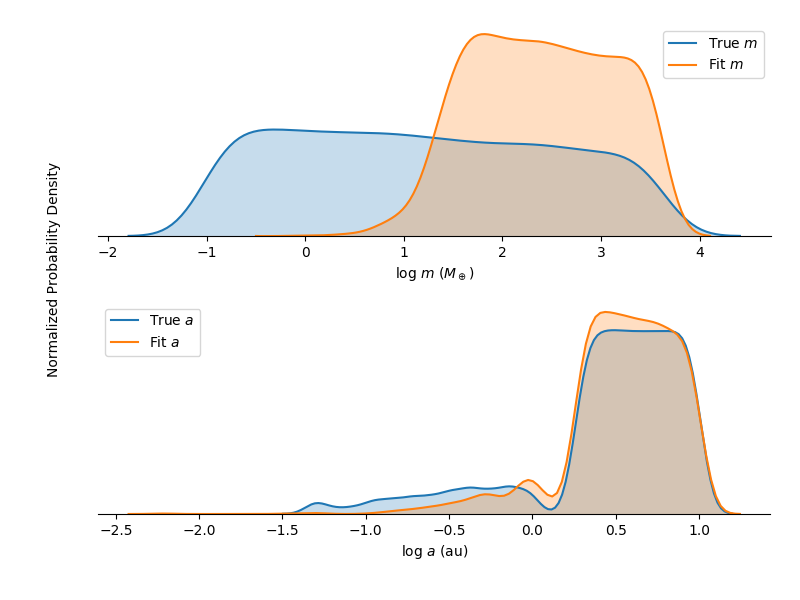 True m
Fit m
−2 −1 0 1 2 3 4
log m (M⊕)
Normalized Probability Density
True a
Fit a
−2.5 −2.0 −1.5 −1.0 −0.5 0.0 0.5 1.0
log a (au)